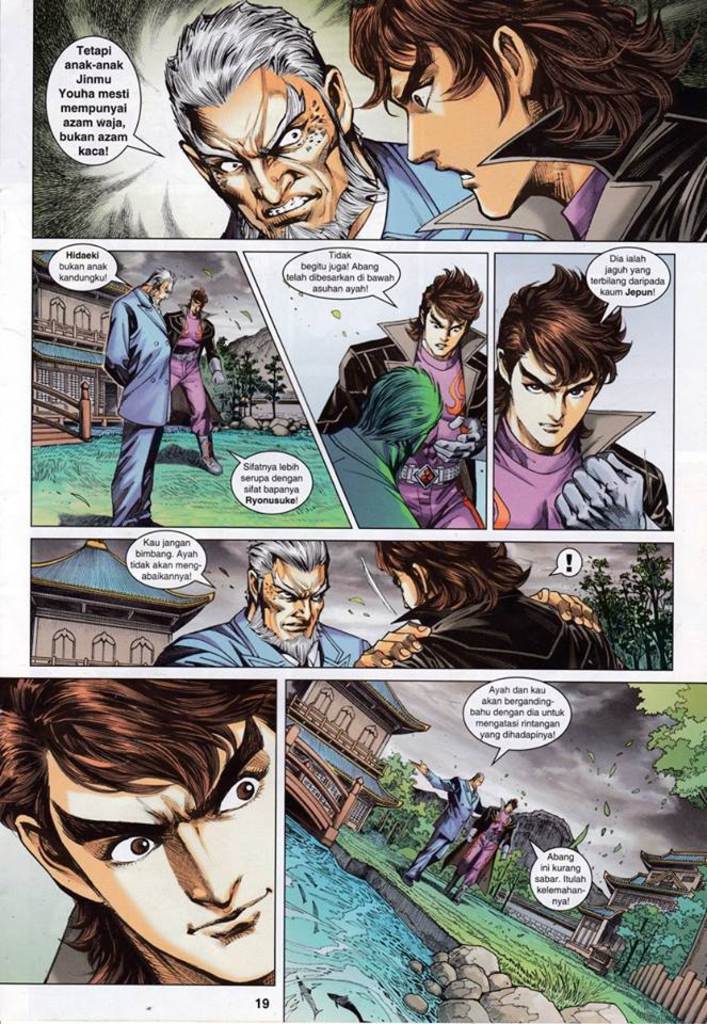 Tetapi
anak-anak
Jinmu
Youha mesti
mempunyai
azam waja,
bukan azam
kaca!
Hidaeki
bukan anak
kandungku!
Sifatnya lebih
serupa dengan
sifat bapanya
Ryonusuke!
Tidak
begitu juga! Abang
telah dibesarkan di bawah
asuhan ayah!
Dia ialah
jaguh yang
terbilang daripada
kaum Jepun!
Kau jangan
bimbang. Ayah
tidak akan meng-
abaikannya!
!
Ayah dan kau
akan berganding-
bahu dengan dia untuk
mengatasi rintangan
yang dihadapinya!
Abang
ini kurang
sabar. Itulah
kelemahan-
nya!
19